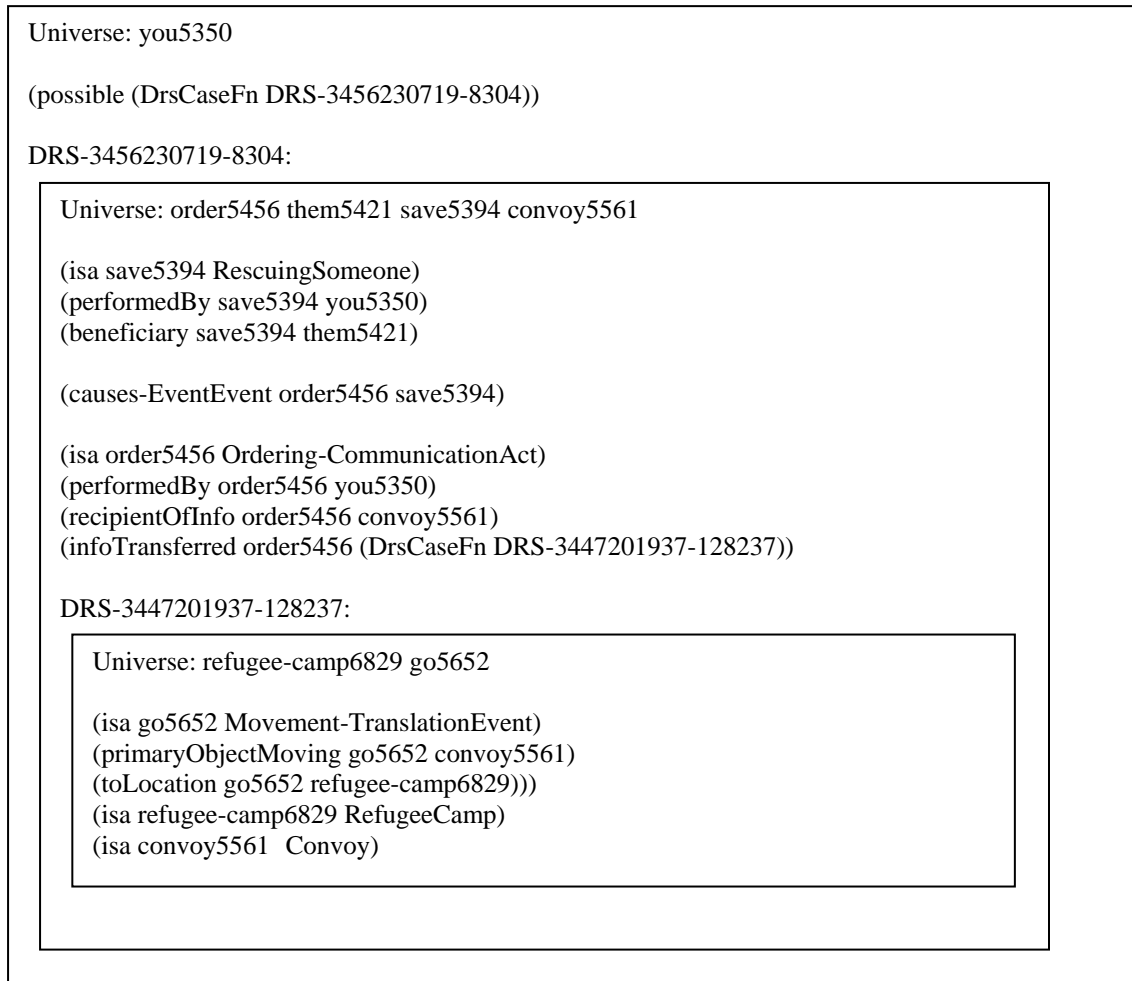 Universe: you5350
(possible (DrsCaseFn DRS-3456230719-8304))
DRS-3456230719-8304:
Universe: order5456 them5421 save5394 convoy5561
(isa save5394 RescuingSomeone)
(performedBy save5394 you5350)
(beneficiary save5394 them5421)
(causes-EventEvent order5456 save5394)
(isa order5456 Ordering-CommunicationAct)
(performedBy order5456 you5350)
(recipientOfInfo order5456 convoy5561)
(infoTransferred order5456 (DrsCaseFn DRS-3447201937-128237))
DRS-3447201937-128237:
Universe: refugee-camp6829 go5652
(isa go5652 Movement-TranslationEvent)
(primaryObjectMoving go5652 convoy5561)
(toLocation go5652 refugee-camp6829)))
(isa refugee-camp6829 RefugeeCamp)
(isa convoy5561 Convoy)